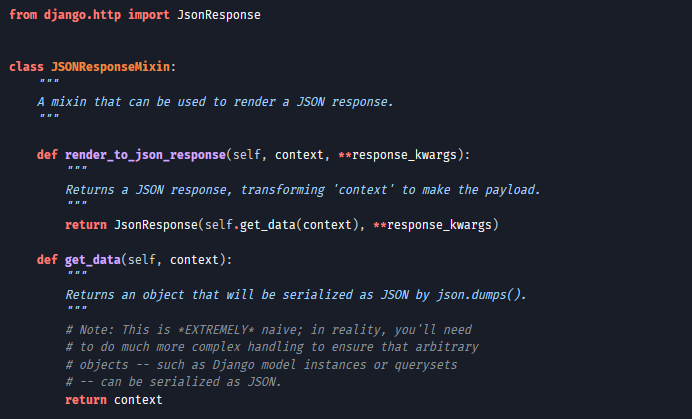 from django.http import JsonResponse
class JSONResponseMixin:
"""
A mixin that can be used to render a JSON response.
"""
def render_to_json_response(self, context, **response_kwargs):
"""
Returns a JSON response, transforming 'context' to make the payload.
"""
return JsonResponse(self.get_data(context), **response_kwargs)
def get_data(self, context):
"""
Returns an object that will be serialized as JSON by json.dumps().
"""
# Note: This is *EXTREMELY* naive; in reality, you'll need
# to do much more complex handling to ensure that arbitrary
# objects -- such as Django model instances or querysets
# -- can be serialized as JSON.
return context